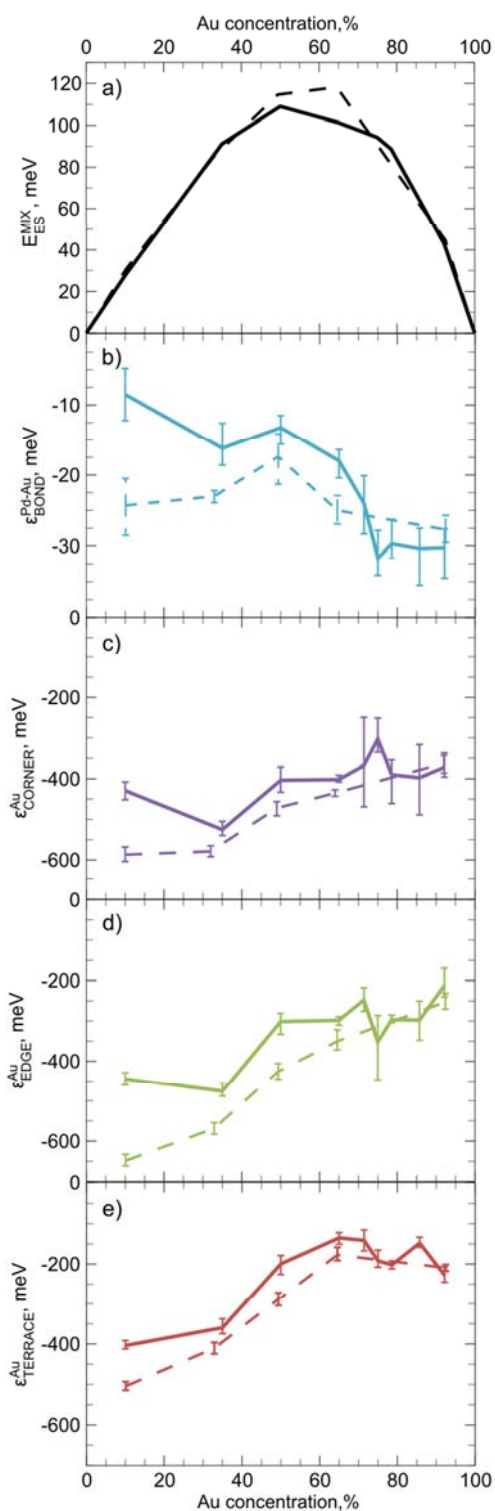 Au concentration,%
0 20 40 60 80 100
a)
120
100
80
60
40
20
0
E_ES^MIX, meV
b)
-10
-20
-30
0
ε_BOND^Pd-Au, meV
c)
-200
-400
-600
0
ε_CORNER^Au, meV
d)
-200
-400
-600
0
ε_EDGE^Au, meV
e)
-200
-400
-600
ε_TERRACE^Au, meV
0 20 40 60 80 100
Au concentration,%